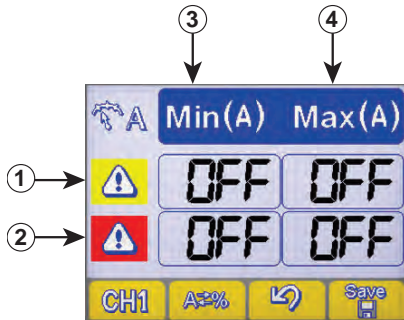 3 4
A Min(A) Max(A)
1 OFF OFF
2 OFF OFF
CH1 A⇄% Save